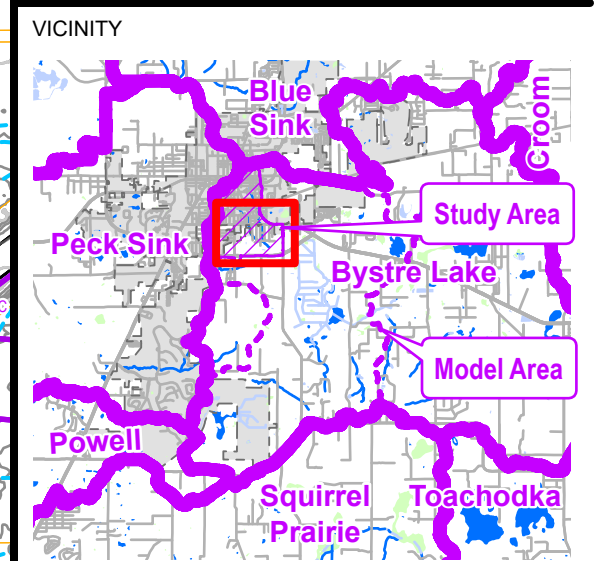 VICINITY
Blue
Sink
Croom
Study Area
Peck Sink
Bystre Lake
Model Area
Powell
Squirrel
Prairie
Toachodka